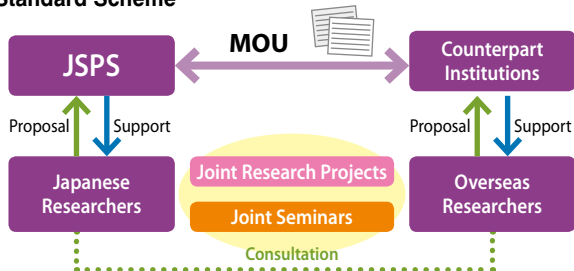 Standard Scheme
MOU
JSPS
Counterpart
Institutions
Proposal
Support
Proposal
Support
Japanese
Researchers
Joint Research Projects
Joint Seminars
Overseas
Researchers
Consultation